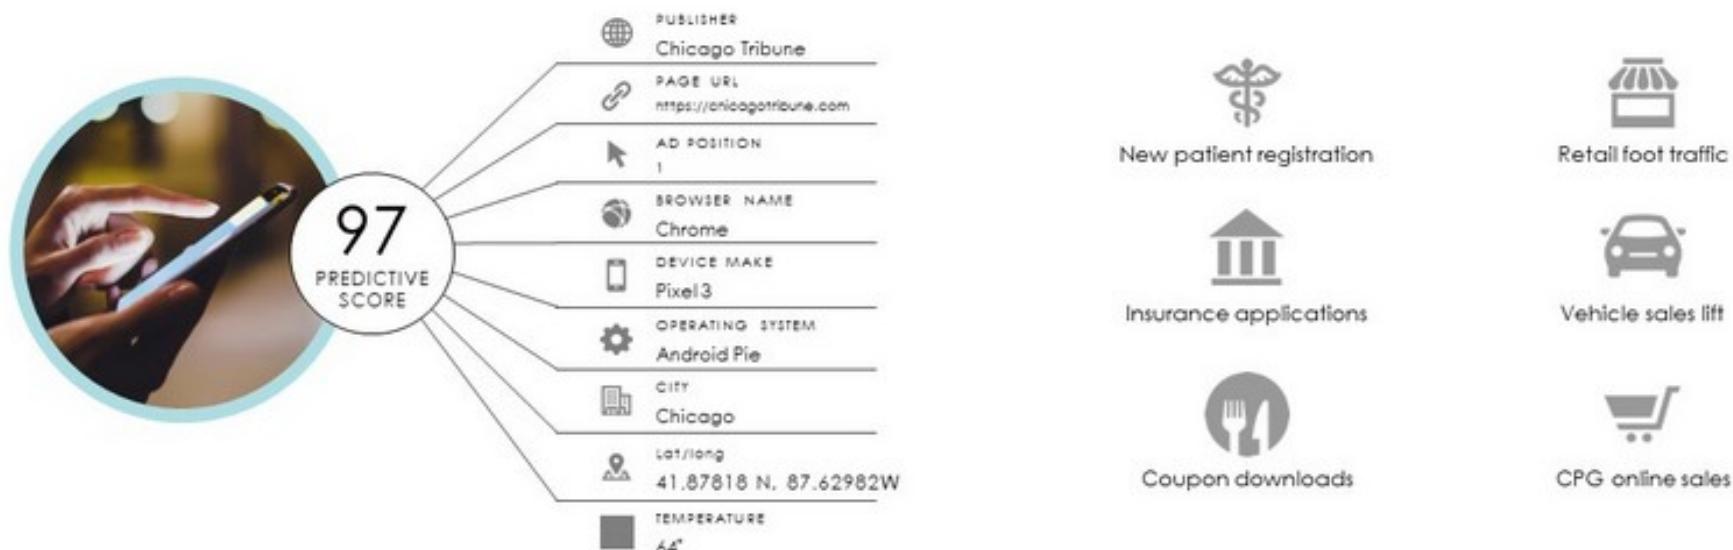 97
PREDICTIVE
SCORE
PUBLISHER
Chicago Tribune
PAGE URL
https://chicagotribune.com
AD POSITION
1
BROWSER NAME
Chrome
DEVICE MAKE
Pixel 3
OPERATING SYSTEM
Android Pie
CITY
Chicago
Lat/long
41.87818 N, 87.62982W
TEMPERATURE
64°
New patient registration
Retail foot traffic
Insurance applications
Vehicle sales lift
Coupon downloads
CPG online sales